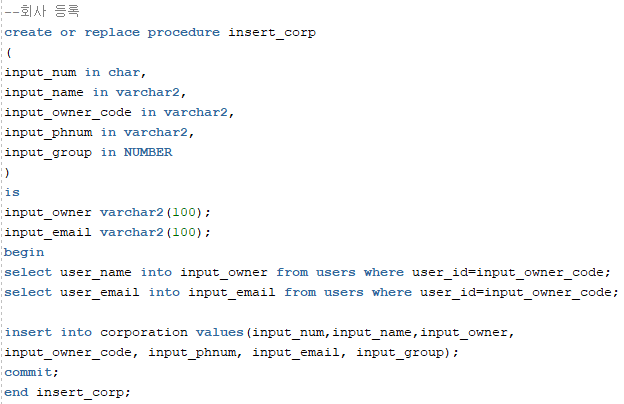 --회사 등록
create or replace procedure insert_corp
(
input_num in char,
input_name in varchar2,
input_owner_code in varchar2,
input_phnum in varchar2,
input_group in NUMBER
)
is
input_owner varchar2(100);
input_email varchar2(100);
begin
select user_name into input_owner from users where user_id=input_owner_code;
select user_email into input_email from users where user_id=input_owner_code;
insert into corporation values(input_num,input_name,input_owner,
input_owner_code, input_phnum, input_email, input_group);
commit;
end insert_corp;